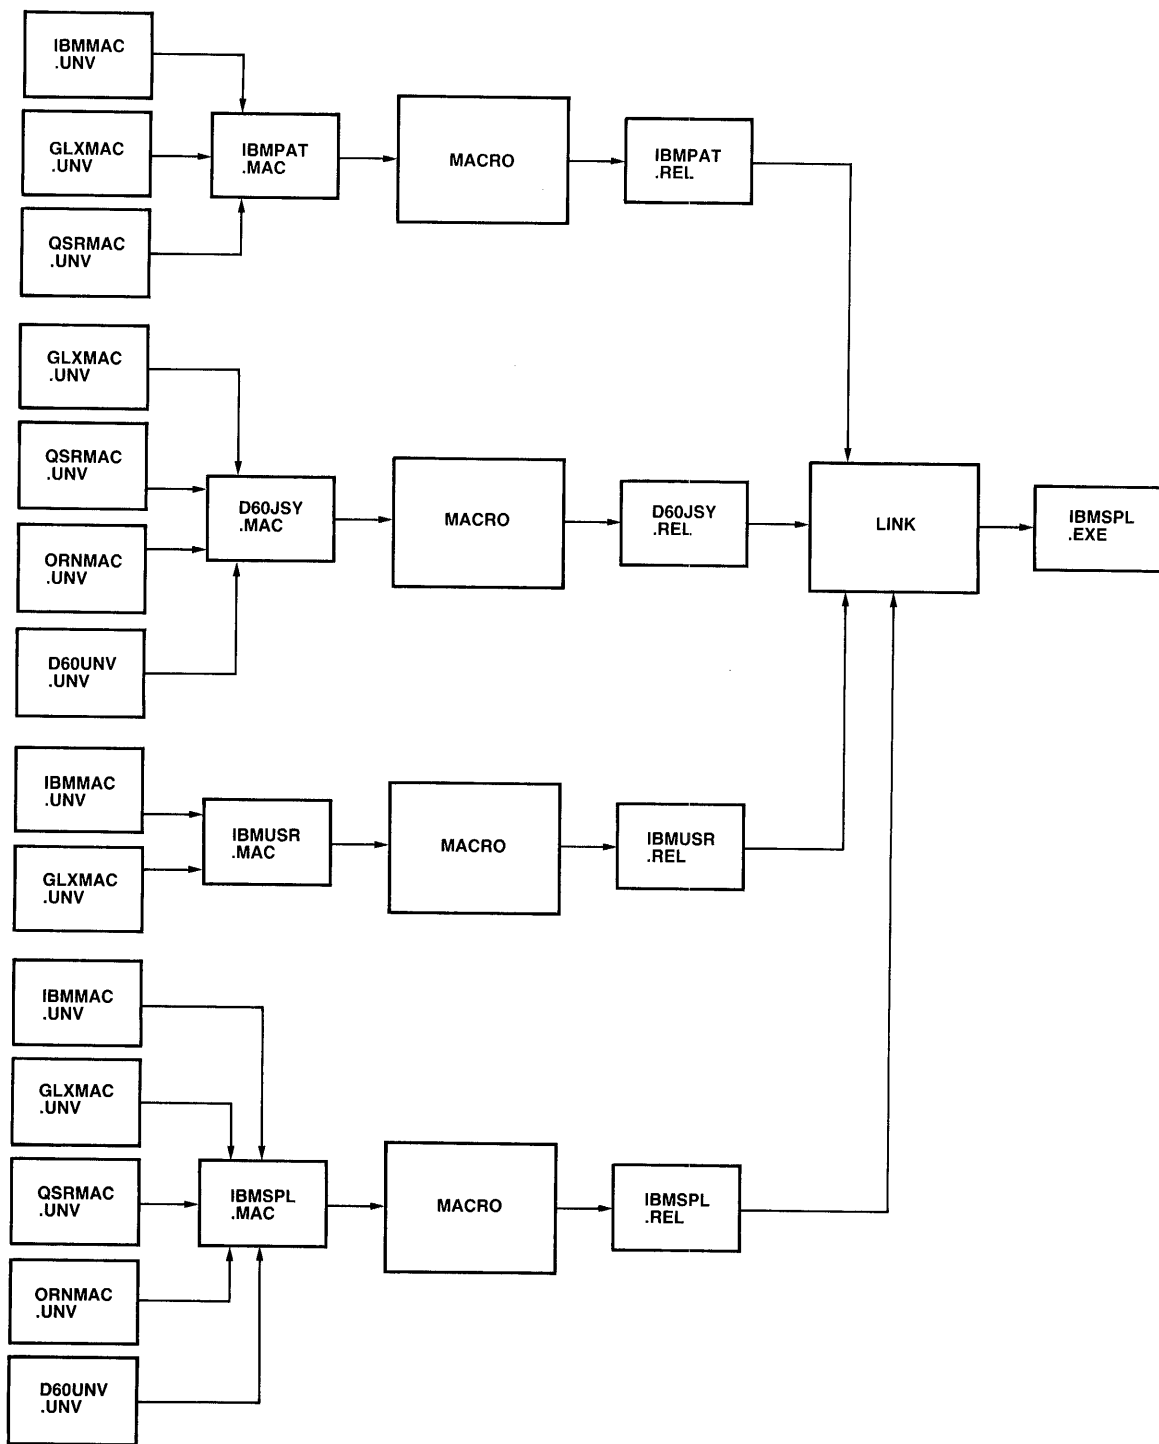 IBMMAC
.UNV
GLXMAC
.UNV
QSRMAC
.UNV
IBMPAT
.MAC
MACRO
IBMPAT
.REL
GLXMAC
.UNV
QSRMAC
.UNV
ORNMAC
.UNV
D60UNV
.UNV
D60JSY
.MAC
MACRO
D60JSY
.REL
LINK
IBMSPL
.EXE
IBMMAC
.UNV
GLXMAC
.UNV
IBMUSR
.MAC
MACRO
IBMUSR
.REL
IBMMAC
.UNV
GLXMAC
.UNV
QSRMAC
.UNV
ORNMAC
.UNV
D60UNV
.UNV
IBMSPL
.MAC
MACRO
IBMSPL
.REL